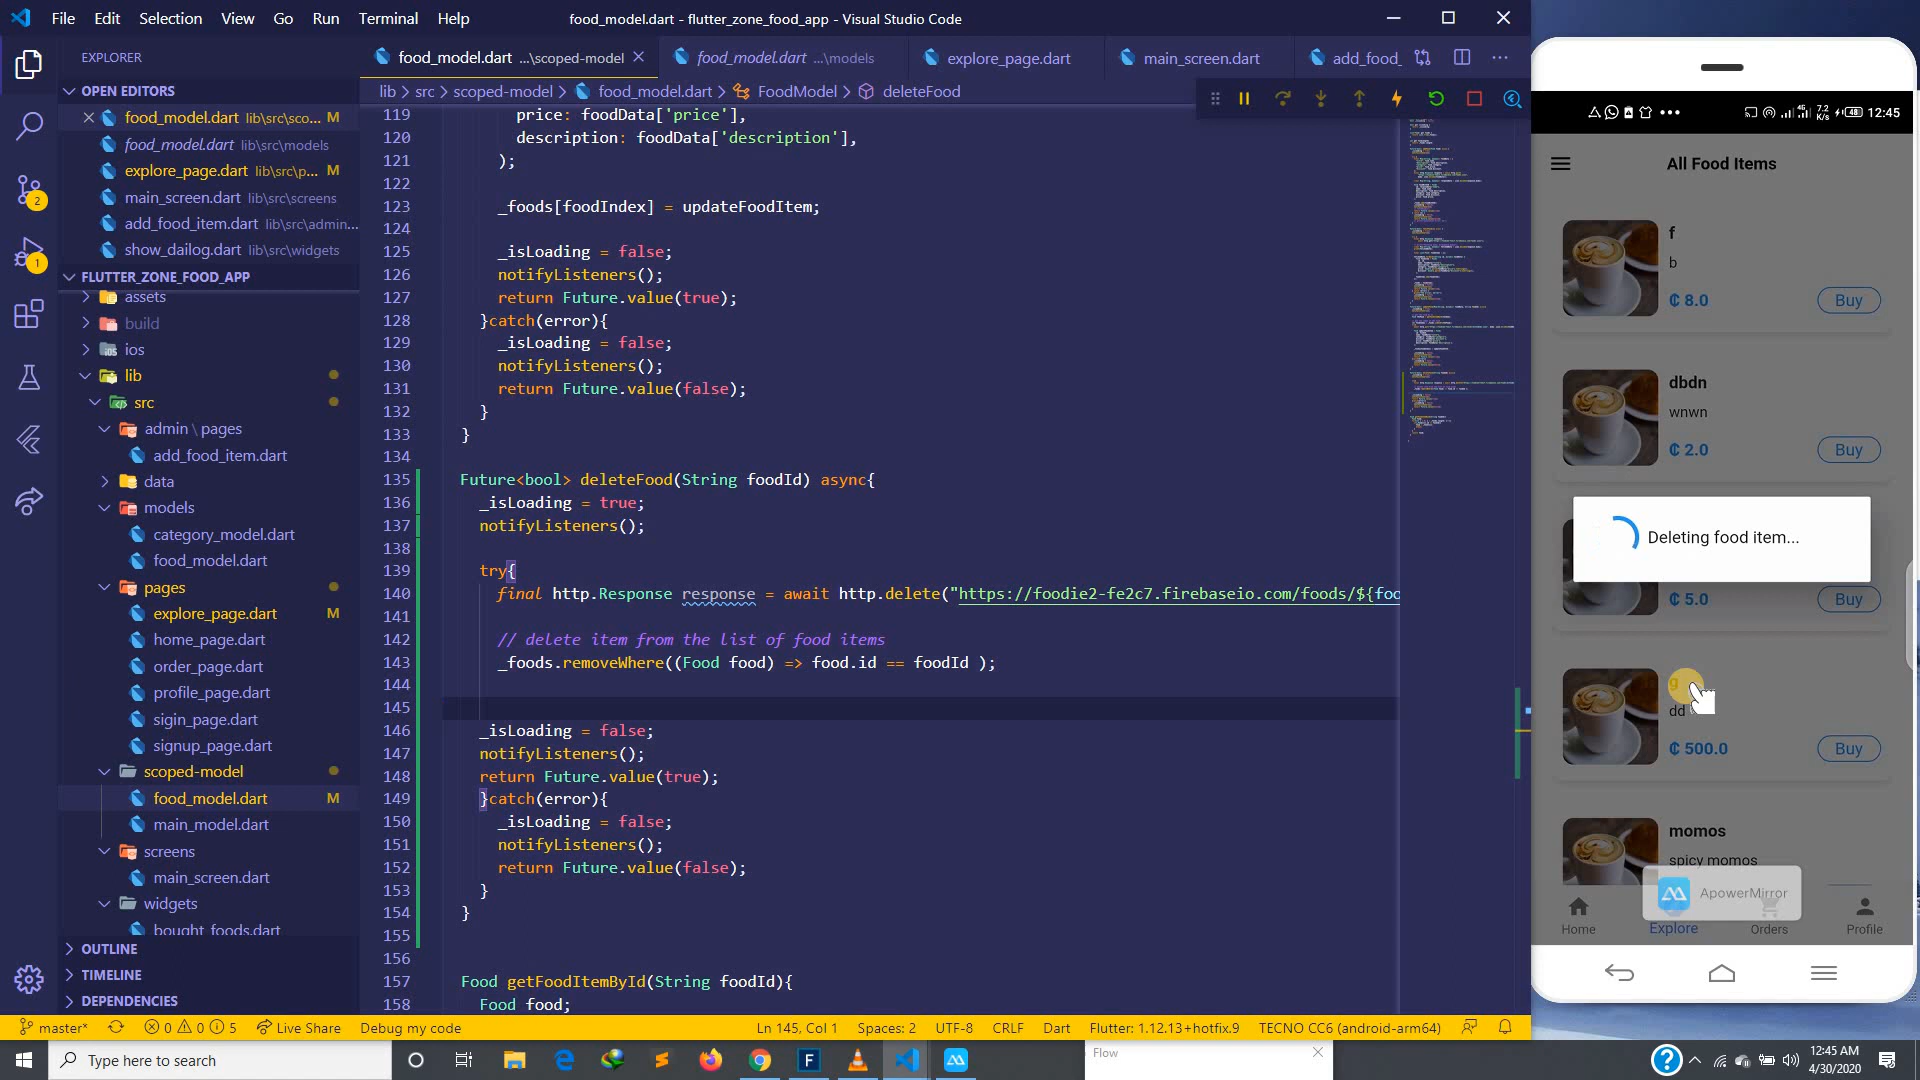 File Edit Selection View Go Run Terminal Help
food_model.dart - flutter_zone_food_app - Visual Studio Code
EXPLORER
OPEN EDITORS
food_model.dart lib\src\sco... M
food_model.dart lib\src\models
explore_page.dart lib\src\p... M
main_screen.dart lib\src\screens
add_food_item.dart lib\src\admin...
show_dailog.dart lib\src\widgets
FLUTTER_ZONE_FOOD_APP
assets
build
ios
lib
src
admin \ pages
add_food_item.dart
data
models
category_model.dart
food_model.dart
pages
explore_page.dart M
home_page.dart
order_page.dart
profile_page.dart
sigin_page.dart
signup_page.dart
scoped-model
food_model.dart M
main_model.dart
screens
main_screen.dart
widgets
bought_foods.dart
OUTLINE
TIMELINE
DEPENDENCIES
2
1
food_model.dart ...\scoped-model
food_model.dart ...\models
explore_page.dart
main_screen.dart
add_food_
lib > src > scoped-model > food_model.dart > FoodModel > deleteFood
119 price: foodData['price'],
120 description: foodData['description'],
121 );
122
123 _foods[foodIndex] = updateFoodItem;
124
125 _isLoading = false;
126 notifyListeners();
127 return Future.value(true);
128 }catch(error){
129 _isLoading = false;
130 notifyListeners();
131 return Future.value(false);
132 }
133 }
134
135 Future<bool> deleteFood(String foodId) async{
136 _isLoading = true;
137 notifyListeners();
138
139 try{
140 final http.Response response = await http.delete("https://foodie2-fe2c7.firebaseio.com/foods/${foo
141
142 // delete item from the list of food items
143 _foods.removeWhere((Food food) => food.id == foodId );
144
145
146 _isLoading = false;
147 notifyListeners();
148 return Future.value(true);
149 }catch(error){
150 _isLoading = false;
151 notifyListeners();
152 return Future.value(false);
153 }
154 }
155
156
157 Food getFoodItemById(String foodId){
158 Food food;
12:45
All Food Items
f
b
₵ 8.0
Buy
dbdn
wnwn
₵ 2.0
Buy
Deleting food item...
₵ 5.0
Buy
g
dd
₵ 500.0
Buy
momos
spicy momos
ApowerMirror
Home
Explore
Orders
Profile
master* 0 0 5 Live Share Debug my code
Ln 145, Col 1 Spaces: 2 UTF-8 CRLF Dart Flutter: 1.12.13+hotfix.9 TECNO CC6 (android-arm64)
Type here to search
Flow
12:45 AM
4/30/2020